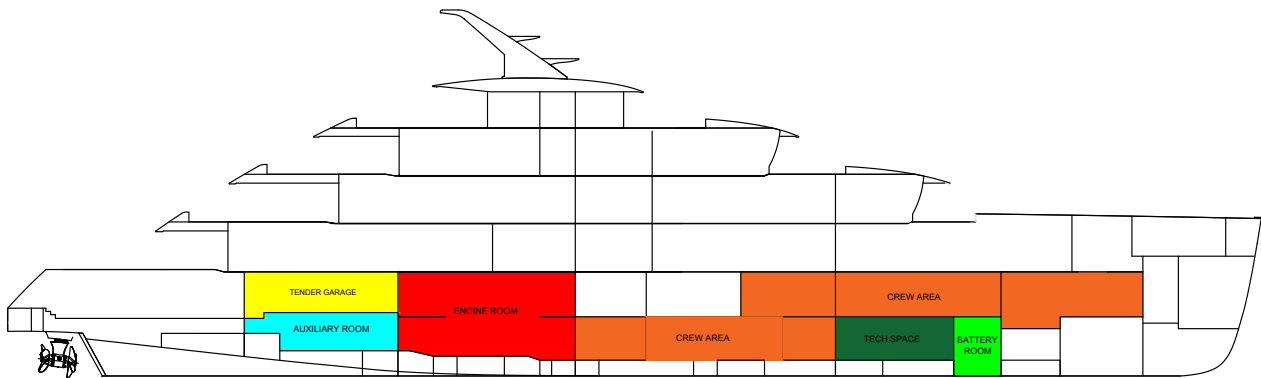 TENDER GARAGE
ENGINE ROOM
CREW AREA
AUXILIARY ROOM
CREW AREA
TECH SPACE
BATTERY
ROOM